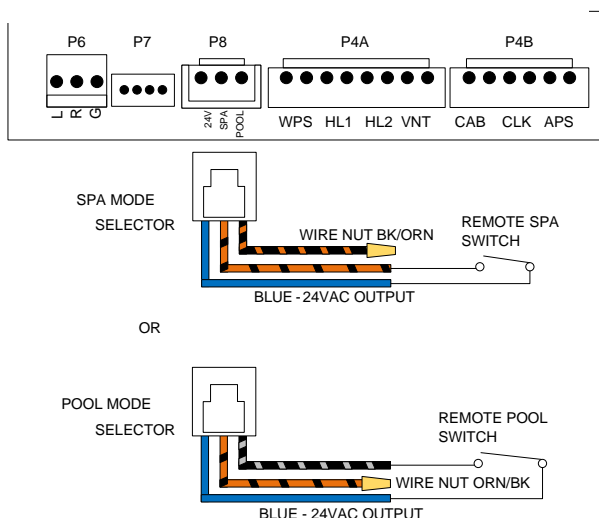 P6 P7 P8 P4A P4B
L R G
24V SPA POOL
WPS HL1 HL2 VNT CAB CLK APS
SPA MODE
SELECTOR
WIRE NUT BK/ORN
REMOTE SPA
SWITCH
BLUE - 24VAC OUTPUT
OR
POOL MODE
SELECTOR
REMOTE POOL
SWITCH
WIRE NUT ORN/BK
BLUE - 24VAC OUTPUT